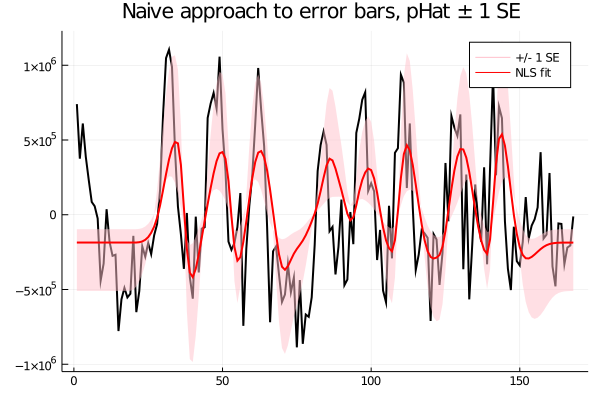 Naive approach to error bars, pHat ± 1 SE
+/- 1 SE
NLS fit
1×10⁶
5×10⁵
0
−5×10⁵
−1×10⁶
0 50 100 150